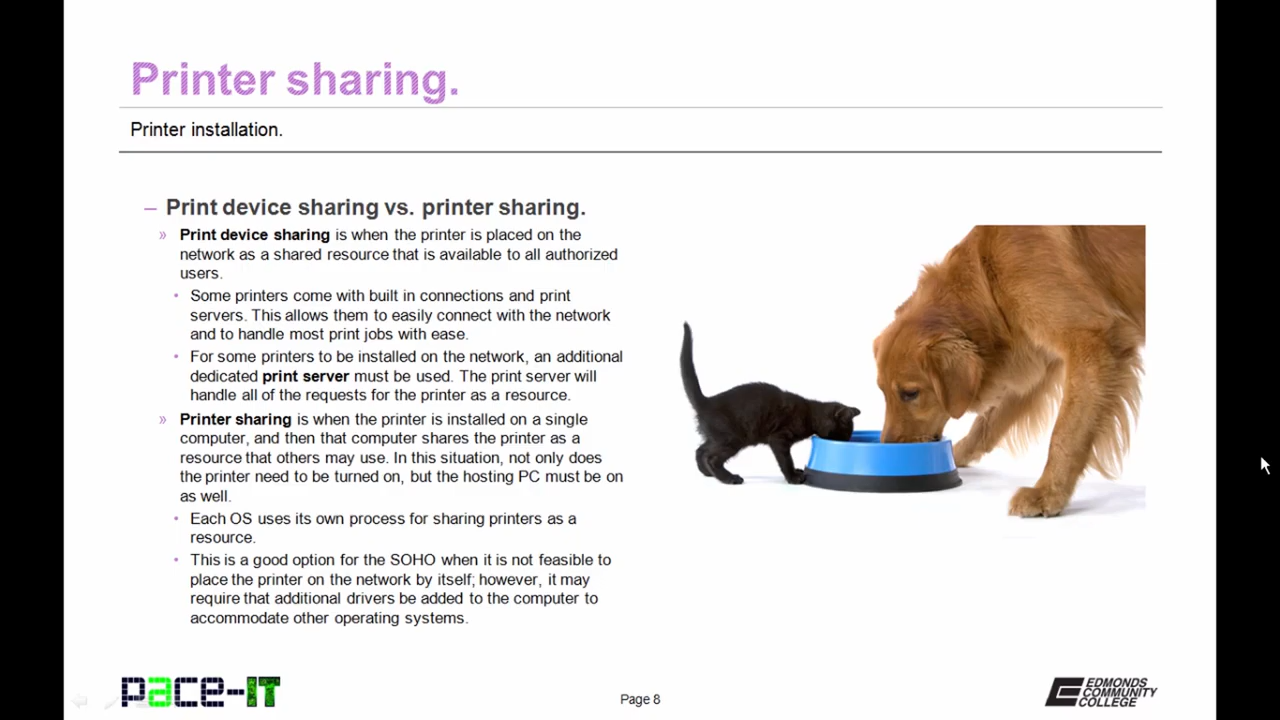 Printer sharing.
Printer installation.
– Print device sharing vs. printer sharing.
» Print device sharing is when the printer is placed on the
network as a shared resource that is available to all authorized
users.
• Some printers come with built in connections and print
servers. This allows them to easily connect with the network
and to handle most print jobs with ease.
• For some printers to be installed on the network, an additional
dedicated print server must be used. The print server will
handle all of the requests for the printer as a resource.
» Printer sharing is when the printer is installed on a single
computer, and then that computer shares the printer as a
resource that others may use. In this situation, not only does
the printer need to be turned on, but the hosting PC must be on
as well.
• Each OS uses its own process for sharing printers as a
resource.
• This is a good option for the SOHO when it is not feasible to
place the printer on the network by itself; however, it may
require that additional drivers be added to the computer to
accommodate other operating systems.
pace-IT
Page 8
EDMONDS
COMMUNITY
COLLEGE